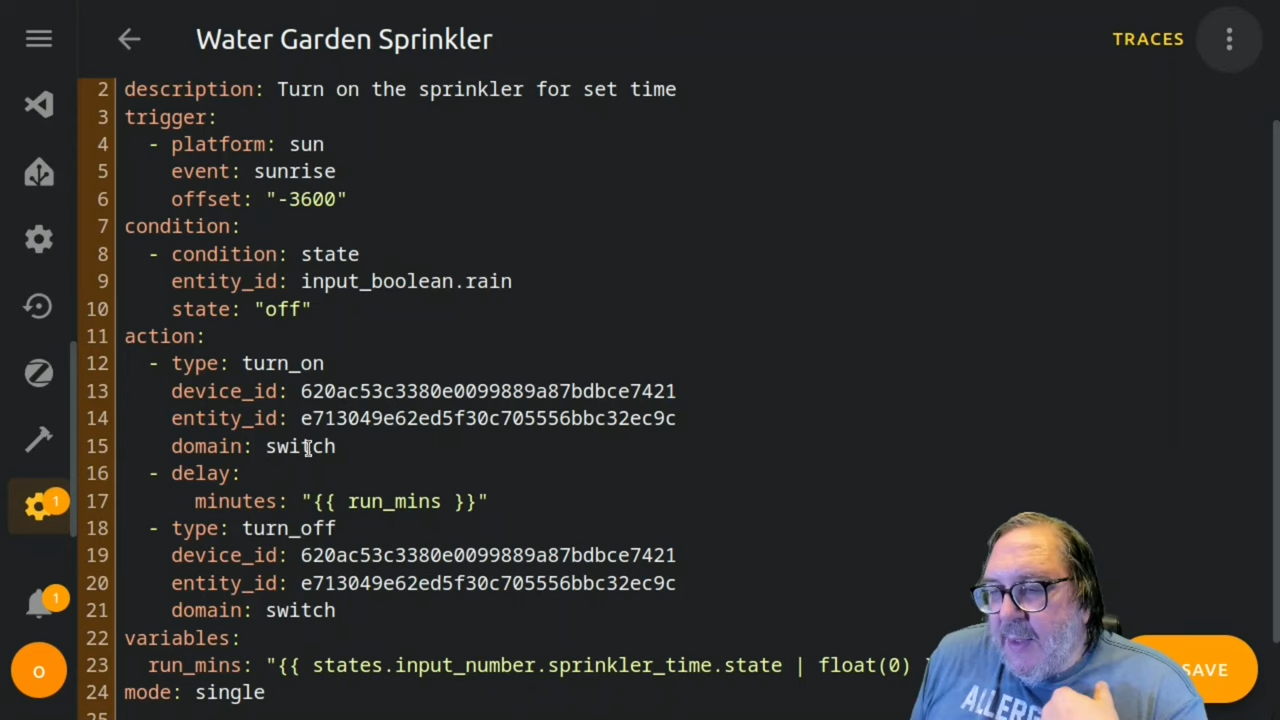 Water Garden Sprinkler
TRACES
2 description: Turn on the sprinkler for set time
3 trigger:
4 - platform: sun
5 event: sunrise
6 offset: "-3600"
7 condition:
8 - condition: state
9 entity_id: input_boolean.rain
10 state: "off"
11 action:
12 - type: turn_on
13 device_id: 620ac53c3380e0099889a87bdbce7421
14 entity_id: e713049e62ed5f30c705556bbc32ec9c
15 domain: switch
16 - delay:
17 minutes: "{{ run_mins }}"
18 - type: turn_off
19 device_id: 620ac53c3380e0099889a87bdbce7421
20 entity_id: e713049e62ed5f30c705556bbc32ec9c
21 domain: switch
22 variables:
23 run_mins: "{{ states.input_number.sprinkler_time.state | float(0)
24 mode: single
25
1
1
O
SAVE